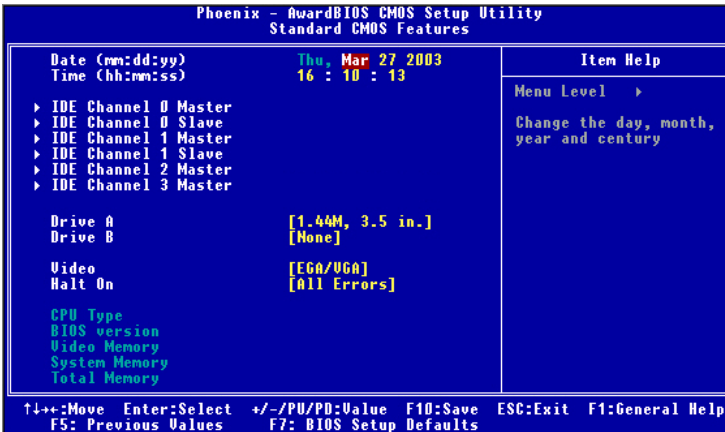 Phoenix - AwardBIOS CMOS Setup Utility
Standard CMOS Features
Date (mm:dd:yy) Thu, Mar 27 2003
Time (hh:mm:ss) 16 : 10 : 13
IDE Channel 0 Master
IDE Channel 0 Slave
IDE Channel 1 Master
IDE Channel 1 Slave
IDE Channel 2 Master
IDE Channel 3 Master
Drive A [1.44M, 3.5 in.]
Drive B [None]
Video [EGA/VGA]
Halt On [All Errors]
CPU Type
BIOS version
Video Memory
System Memory
Total Memory
Item Help
Menu Level ▸
Change the day, month,
year and century
↑↓→←:Move Enter:Select +/-/PU/PD:Value F10:Save ESC:Exit F1:General Help
F5: Previous Values F7: BIOS Setup Defaults